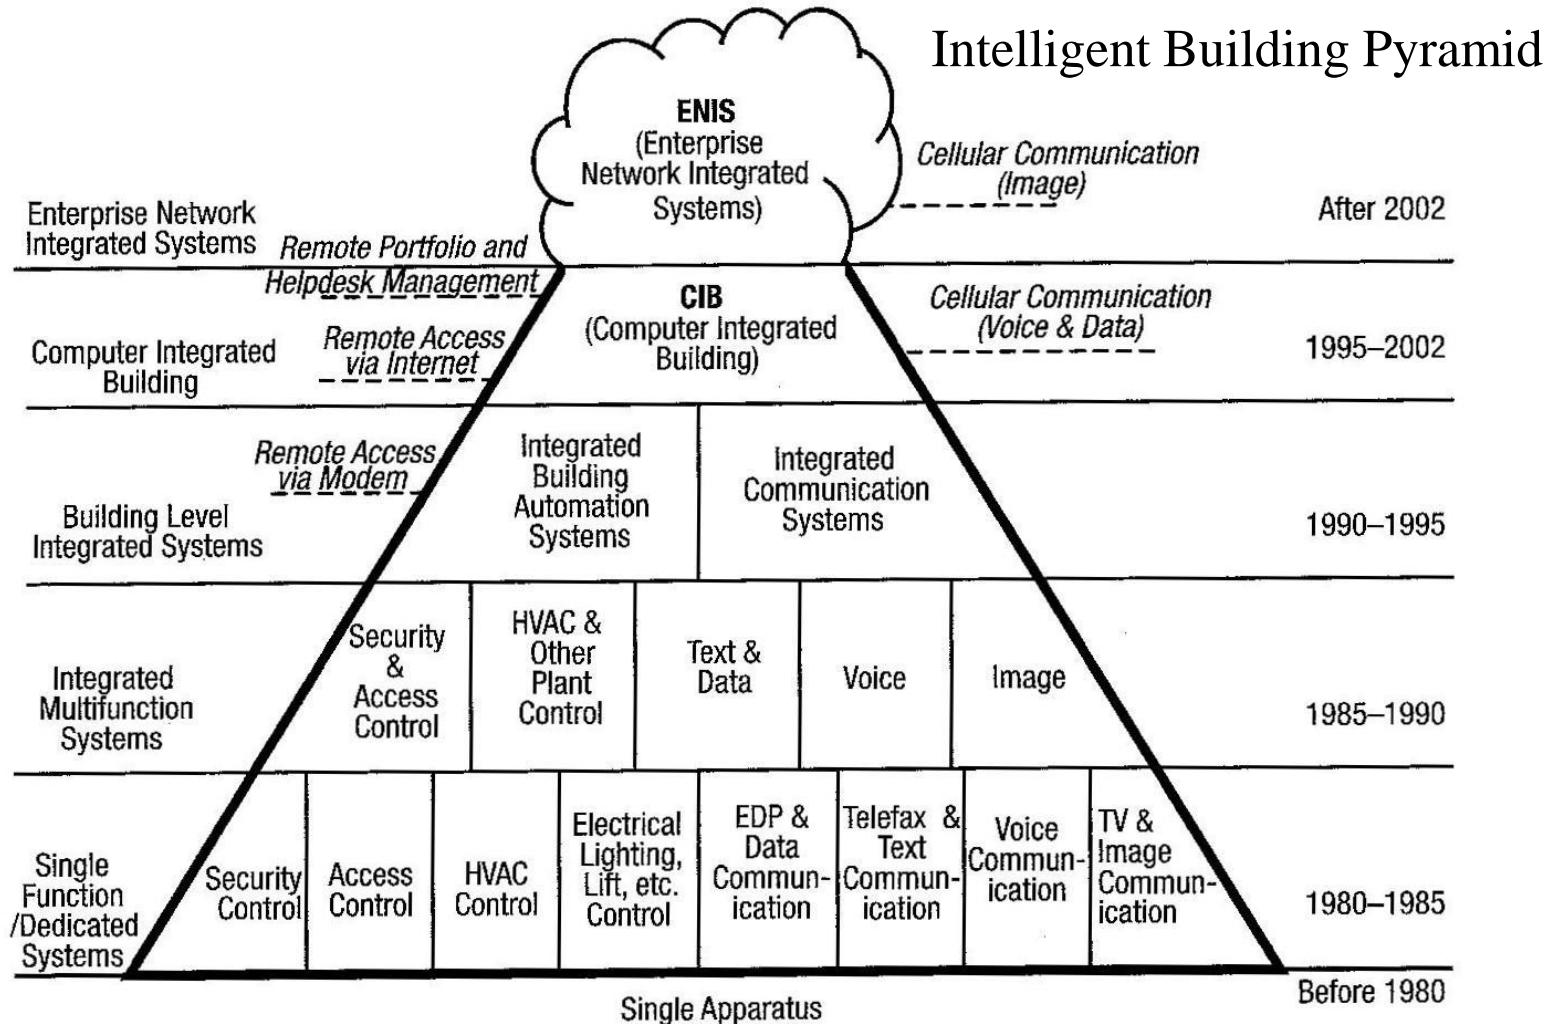 Intelligent Building Pyramid
ENIS
(Enterprise
Network Integrated
Systems)
Cellular Communication
(Image)
After 2002
Enterprise Network
Integrated Systems
Remote Portfolio and
Helpdesk Management
CIB
(Computer Integrated
Building)
Cellular Communication
(Voice & Data)
1995–2002
Computer Integrated
Building
Remote Access
via Internet
Remote Access
via Modem
Integrated
Building
Automation
Systems
Integrated
Communication
Systems
1990–1995
Building Level
Integrated Systems
Integrated
Multifunction
Systems
Security
&
Access
Control
HVAC &
Other
Plant
Control
Text &
Data
Voice
Image
1985–1990
Single
Function
/Dedicated
Systems
Security
Control
Access
Control
HVAC
Control
Electrical
Lighting,
Lift, etc.
Control
EDP &
Data
Commun-
ication
Telefax &
Text
Commun-
ication
Voice
Commun-
ication
TV &
Image
Commun-
ication
1980–1985
Single Apparatus
Before 1980